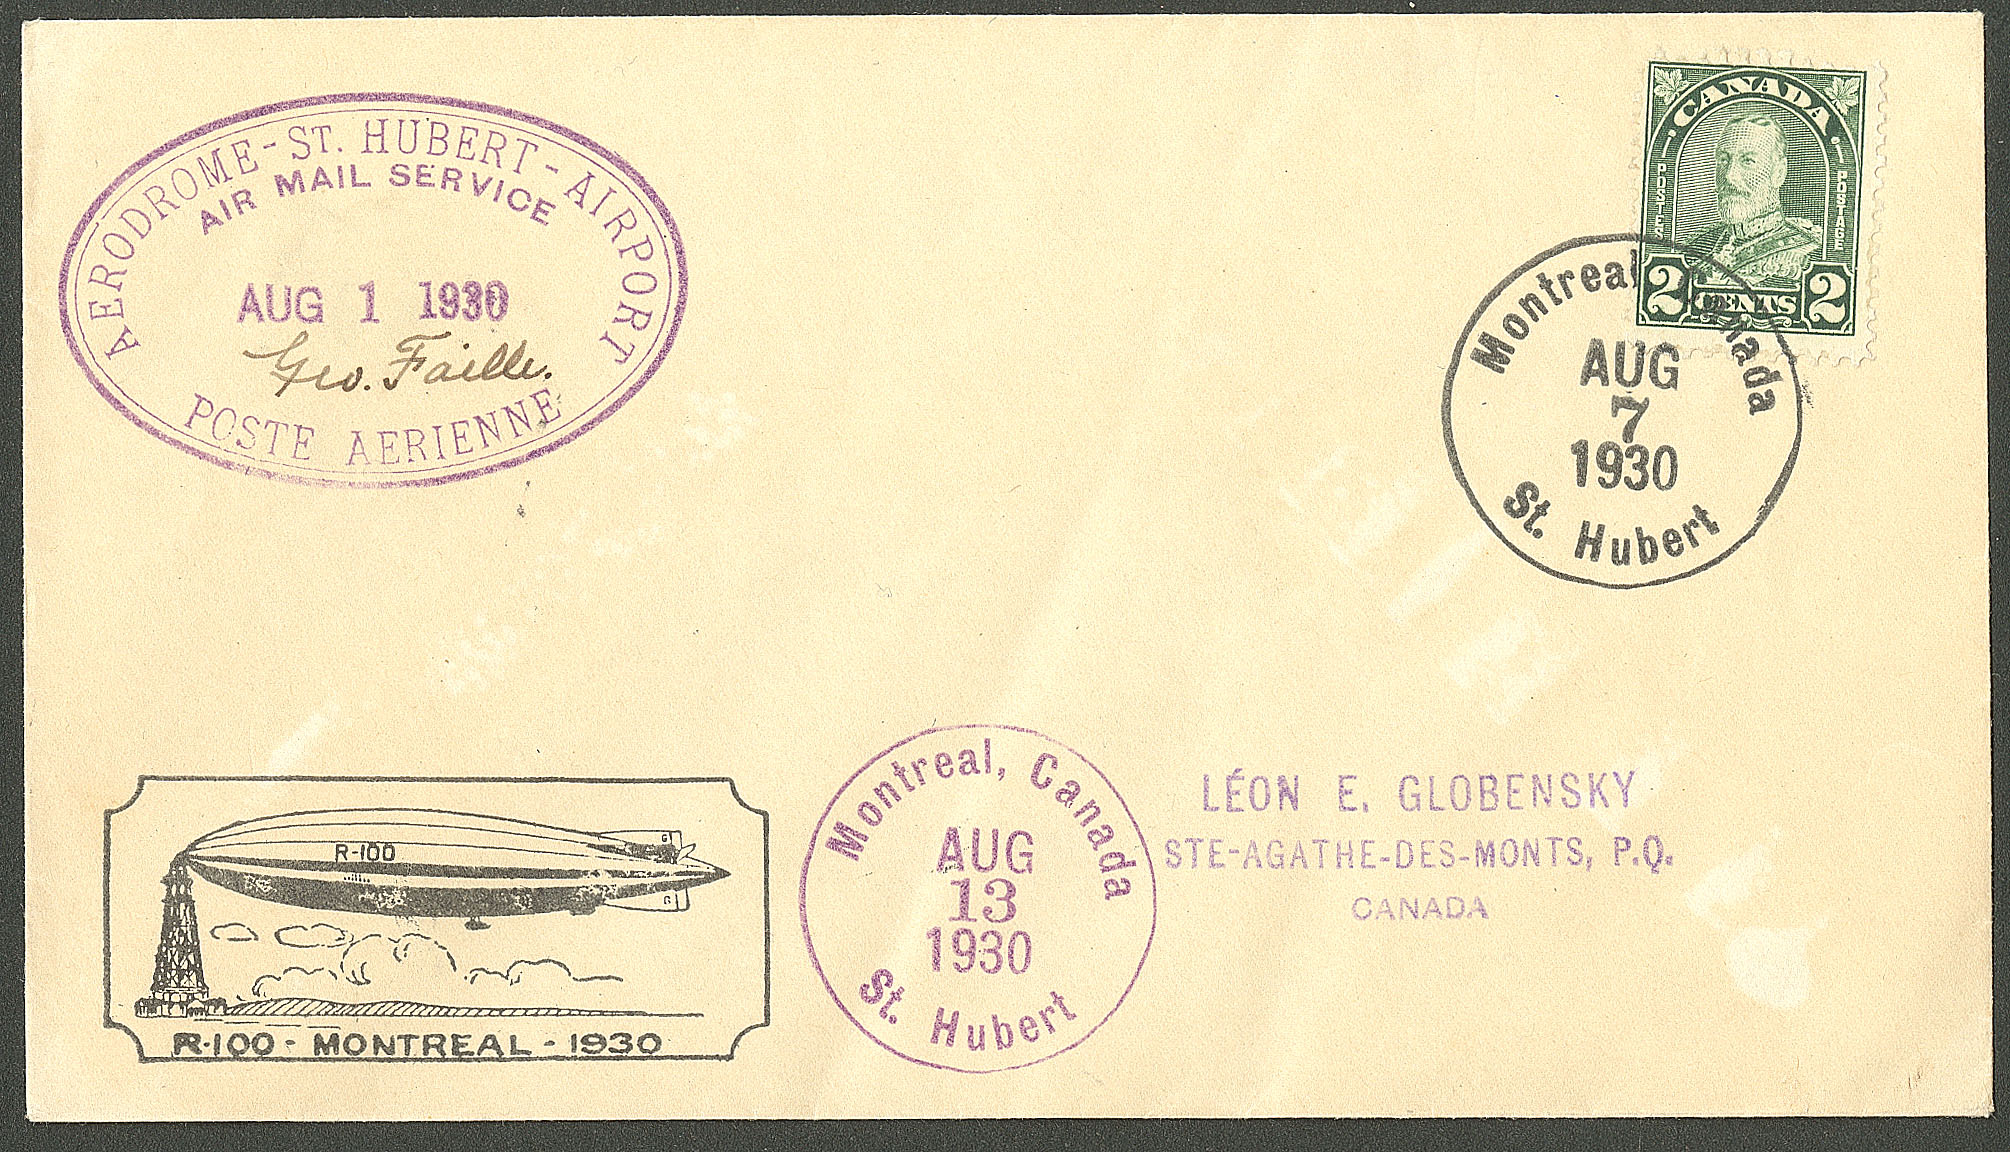 AERODROME-ST. HUBERT-AIRPORT
AIR MAIL SERVICE
AUG 1 1930
Geo. Faille.
POSTE AERIENNE
CANADA
POSTES
POSTAGE
2 CENTS 2
Montreal, Canada
AUG
7
1930
St. Hubert
R-100
G
G
R-100 - MONTREAL - 1930
Montreal, Canada
AUG
13
1930
St. Hubert
LÉON E. GLOBENSKY
STE-AGATHE-DES-MONTS, P.Q.
CANADA